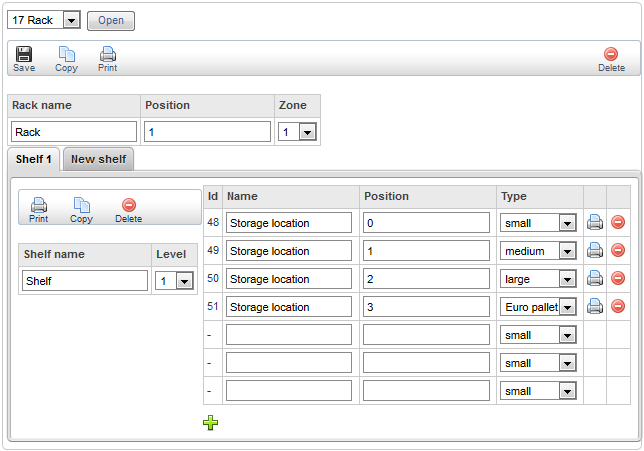 17 Rack Open
Save Copy Print Delete
Rack name Position Zone
Rack 1 1
Shelf 1 New shelf
Print Copy Delete
Shelf name Level
Shelf 1
Id Name Position Type
48 Storage location 0 small
49 Storage location 1 medium
50 Storage location 2 large
51 Storage location 3 Euro pallet
- small
- small
- small